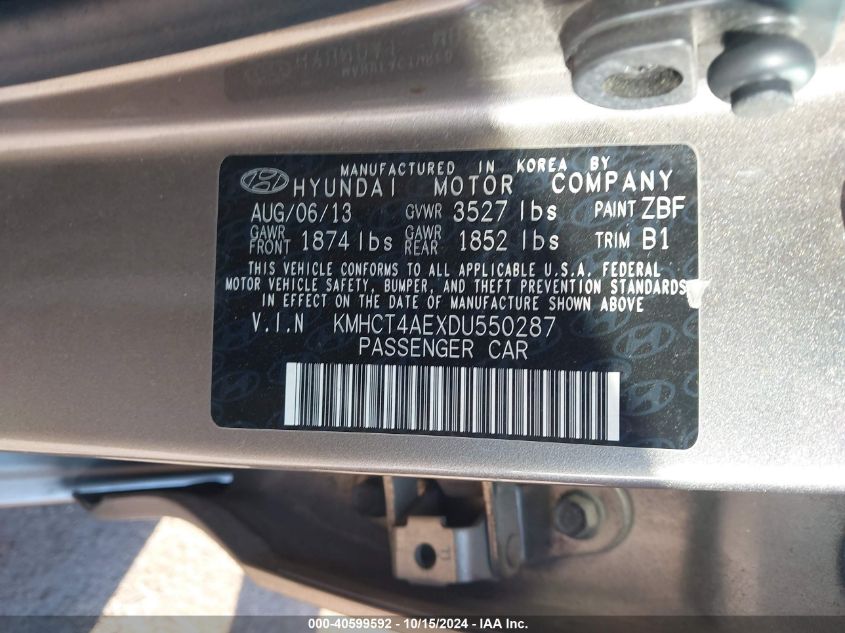 MANUFACTURED IN KOREA BY
HYUNDAI MOTOR COMPANY
AUG/06/13 GVWR 3527 lbs PAINT ZBF
GAWR FRONT 1874 lbs GAWR REAR 1852 lbs TRIM B1
THIS VEHICLE CONFORMS TO ALL APPLICABLE U.S.A. FEDERAL
MOTOR VEHICLE SAFETY, BUMPER, AND THEFT PREVENTION STANDARDS
IN EFFECT ON THE DATE OF MANUFACTURE SHOWN ABOVE
V.I.N KMHCT4AEXDU550287
PASSENGER CAR
00 - 40599592 - 10/15/2024 - IAA Inc.